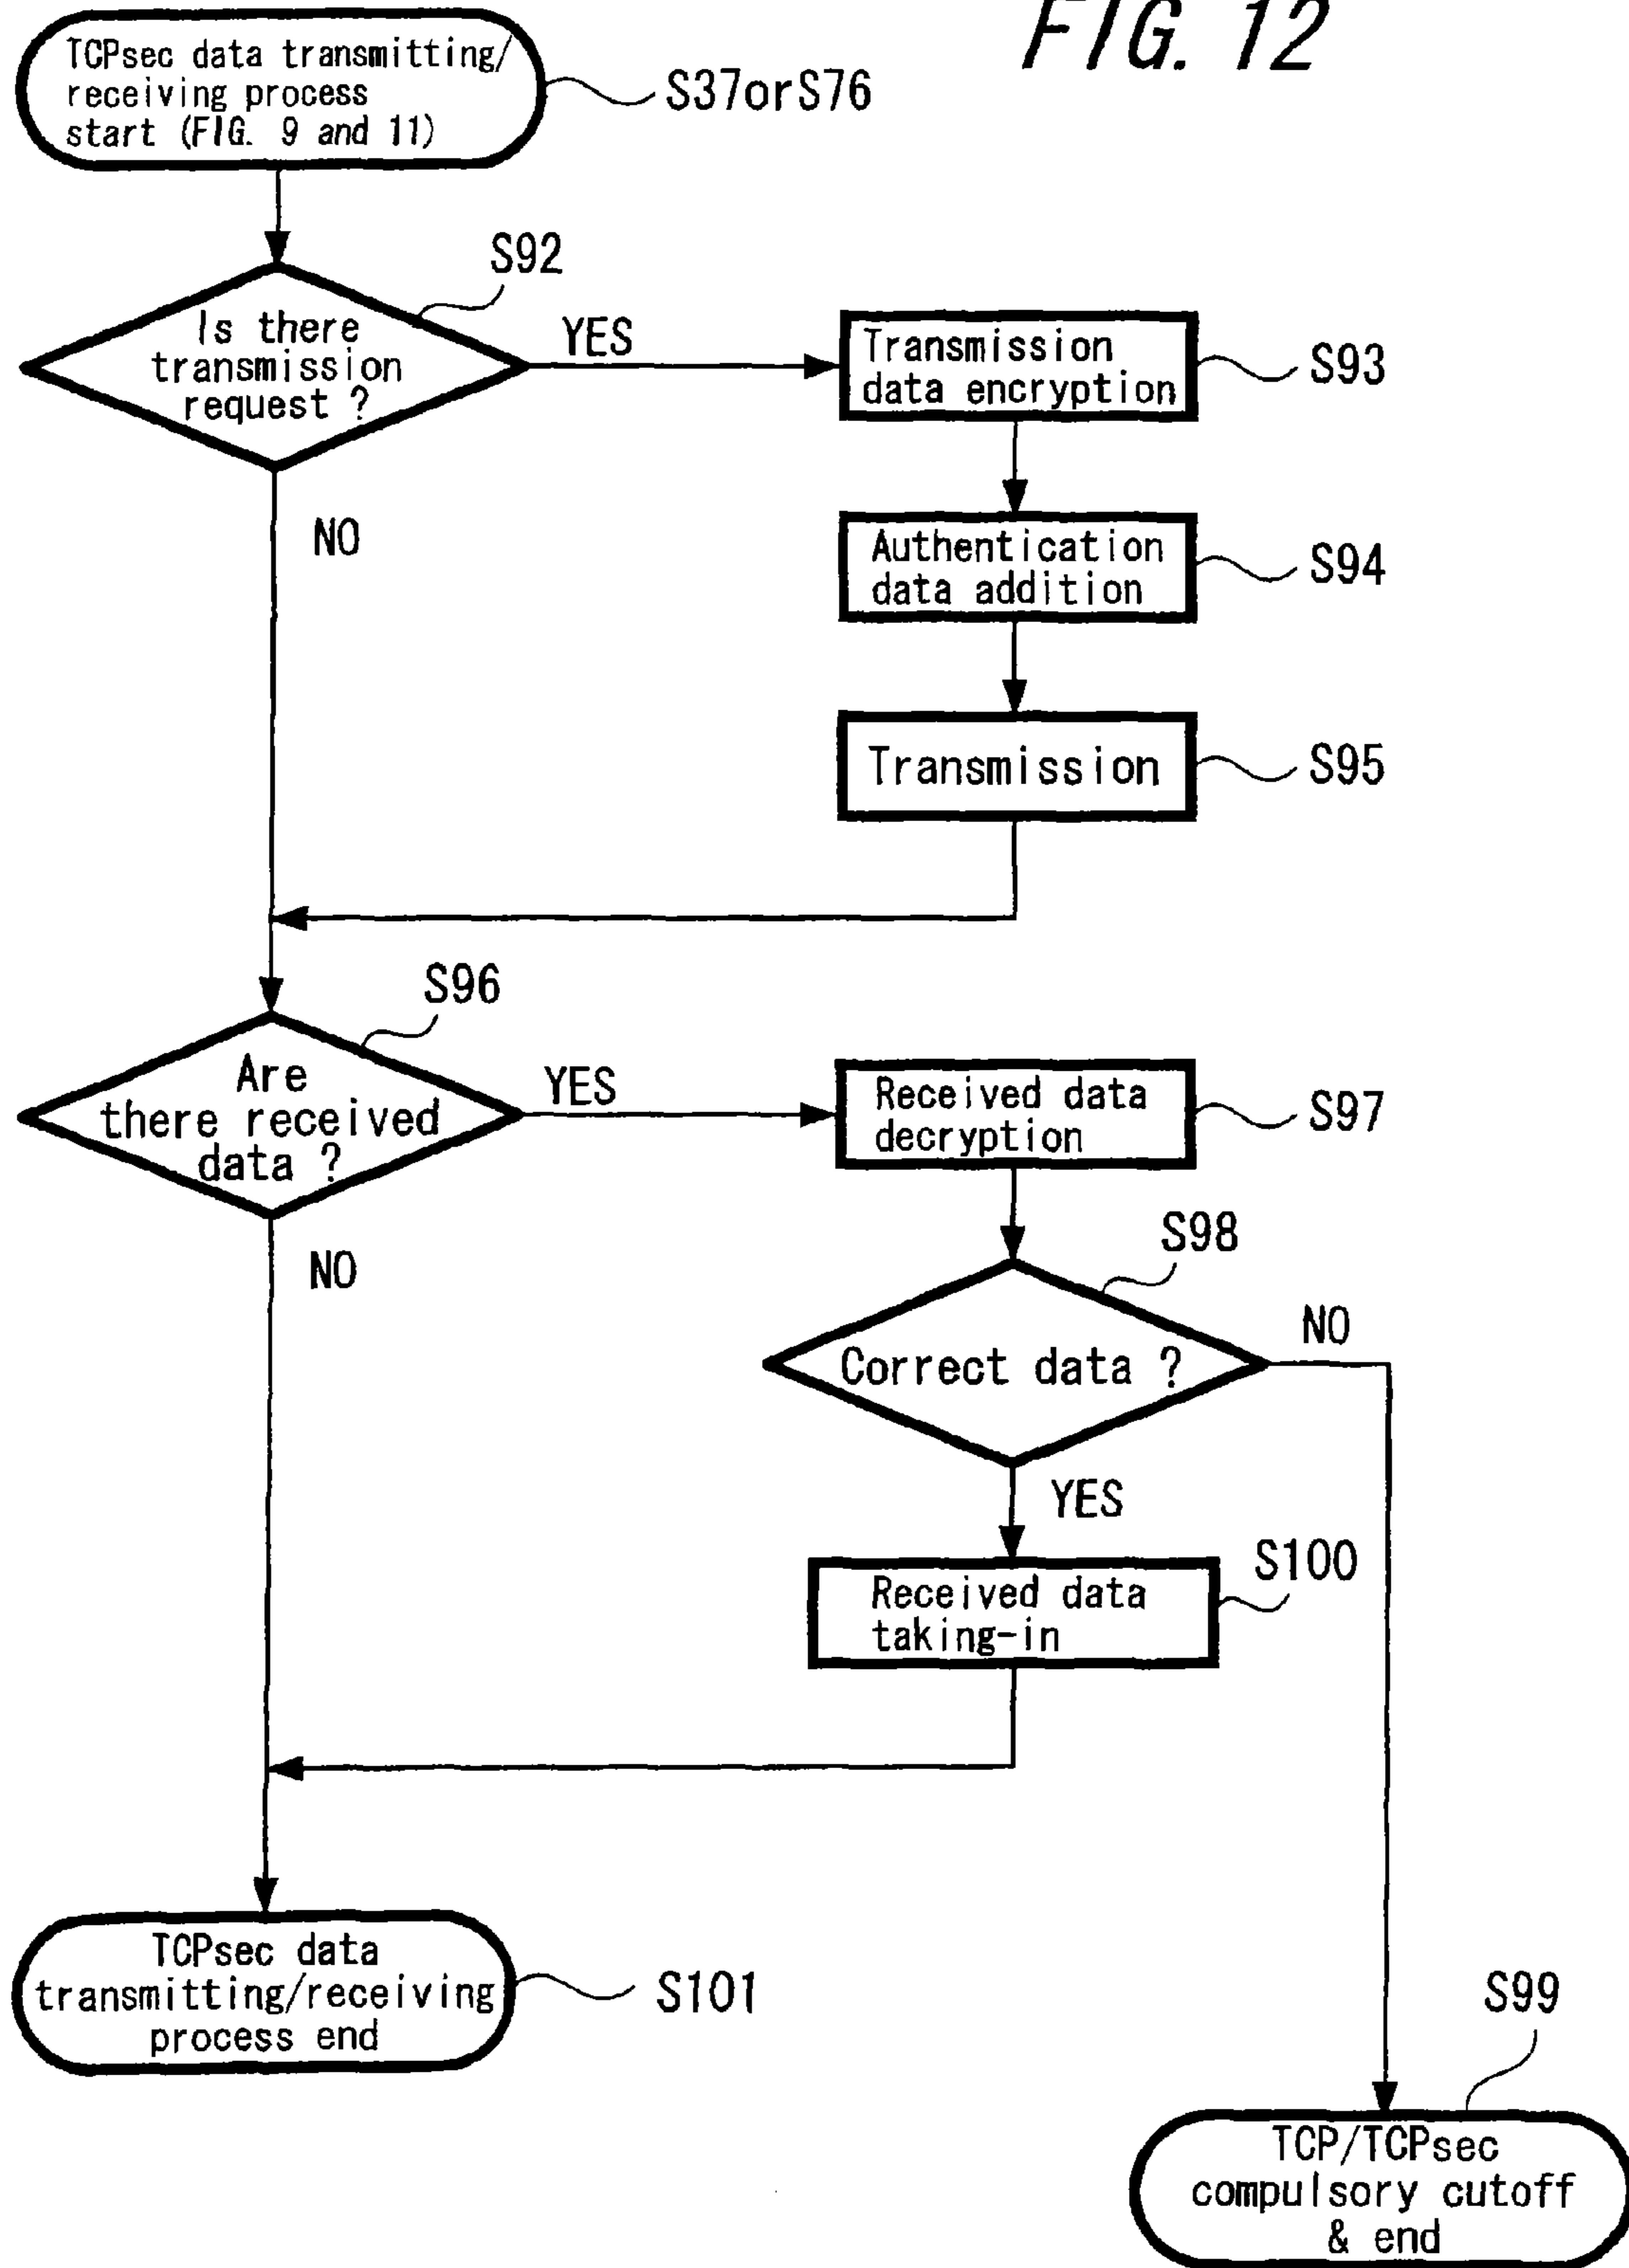 FIG. 12
TCPsec data transmitting/
receiving process
start (FIG. 9 and 11)
S37orS76
S92
Is there
transmission
request ?
YES
NO
Transmission
data encryption
S93
Authentication
data addition
S94
Transmission
S95
S96
Are
there received
data ?
YES
NO
Received data
decryption
S97
S98
Correct data ?
NO
YES
S100
Received data
taking-in
TCPsec data
transmitting/receiving
process end
S101
S99
TCP/TCPsec
compulsory cutoff
& end